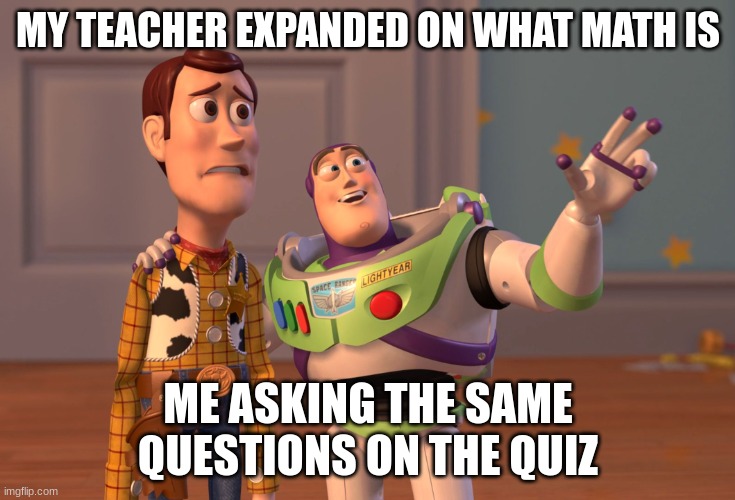 MY TEACHER EXPANDED ON WHAT MATH IS
SPACE RANGER
LIGHTYEAR
ME ASKING THE SAME
QUESTIONS ON THE QUIZ
imgflip.com